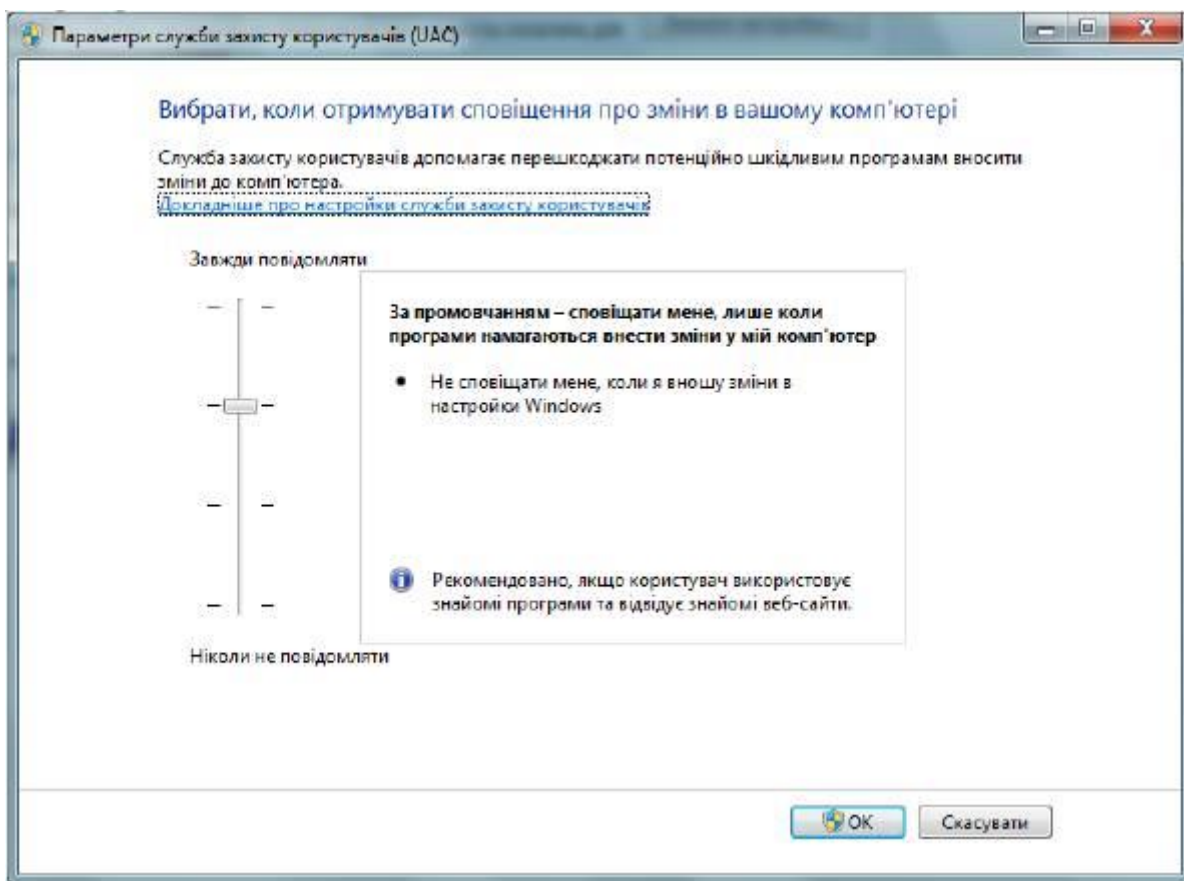 Параметри служби захисту користувачів (UAC)
Вибрати, коли отримувати сповіщення про зміни в вашому комп'ютері
Служба захисту користувачів допомагає перешкоджати потенційно шкідливим програмам вносити
зміни до комп'ютера.
Докладніше про настройки служби захисту користувачів
Завжди повідомляти
За промовчанням – сповіщати мене, лише коли
програми намагаються внести зміни у мій комп'ютер
• Не сповіщати мене, коли я вношу зміни в
настройки Windows
Рекомендовано, якщо користувач використовує
знайомі програми та відвідує знайомі веб-сайти.
Ніколи не повідомляти
ОК
Скасувати